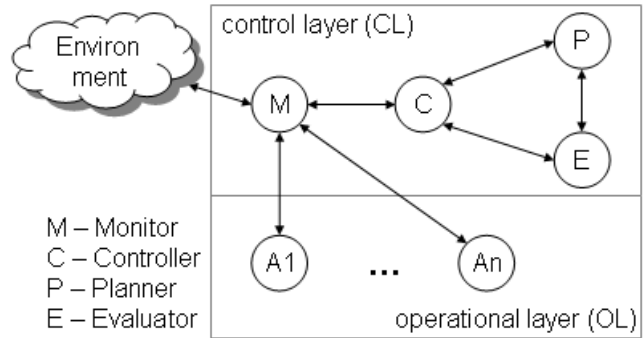 Environ
ment
control layer (CL)
P
M
C
E
M – Monitor
C – Controller
P – Planner
E – Evaluator
A1
...
An
operational layer (OL)